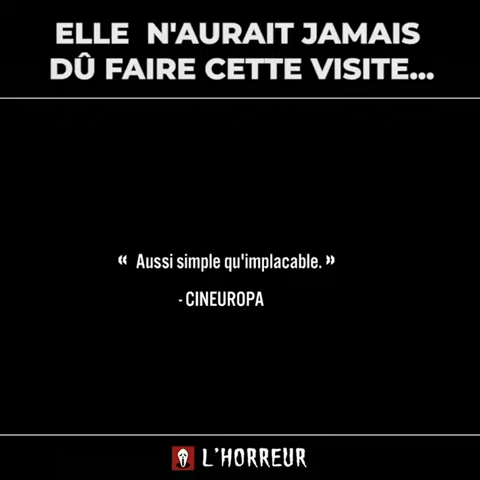 ELLE N'AURAIT JAMAIS
DÛ FAIRE CETTE VISITE...
« Aussi simple qu'implacable. »
- CINEUROPA
L'HORREUR